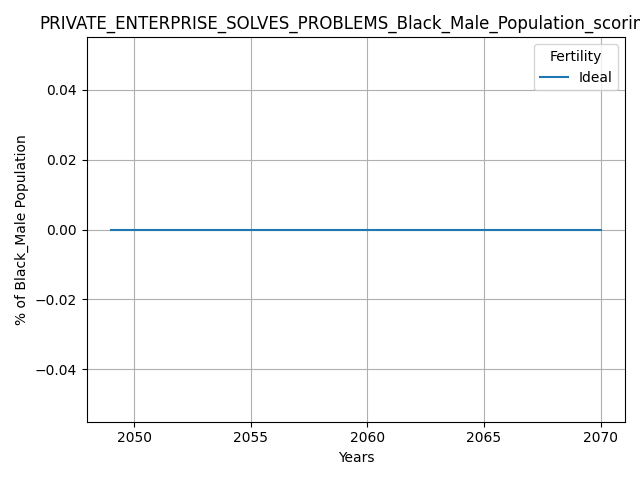 PRIVATE_ENTERPRISE_SOLVES_PROBLEMS_Black_Male_Population_scorin
Fertility
Ideal
0.04
0.02
0.00
−0.02
−0.04
% of Black_Male Population
2050 2055 2060 2065 2070
Years